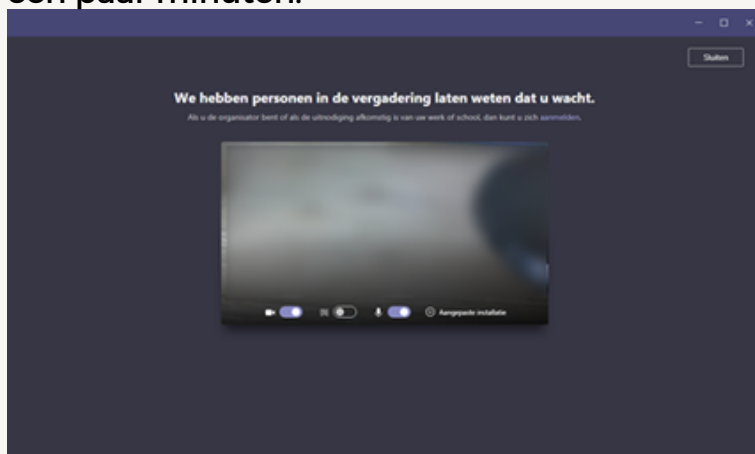 een paar minuten.
Sluiten
We hebben personen in de vergadering laten weten dat u wacht.
Als u de organisator bent of als de uitnodiging afkomstig is van uw werk of school, dan kunt u zich aanmelden.
Aangepaste installatie